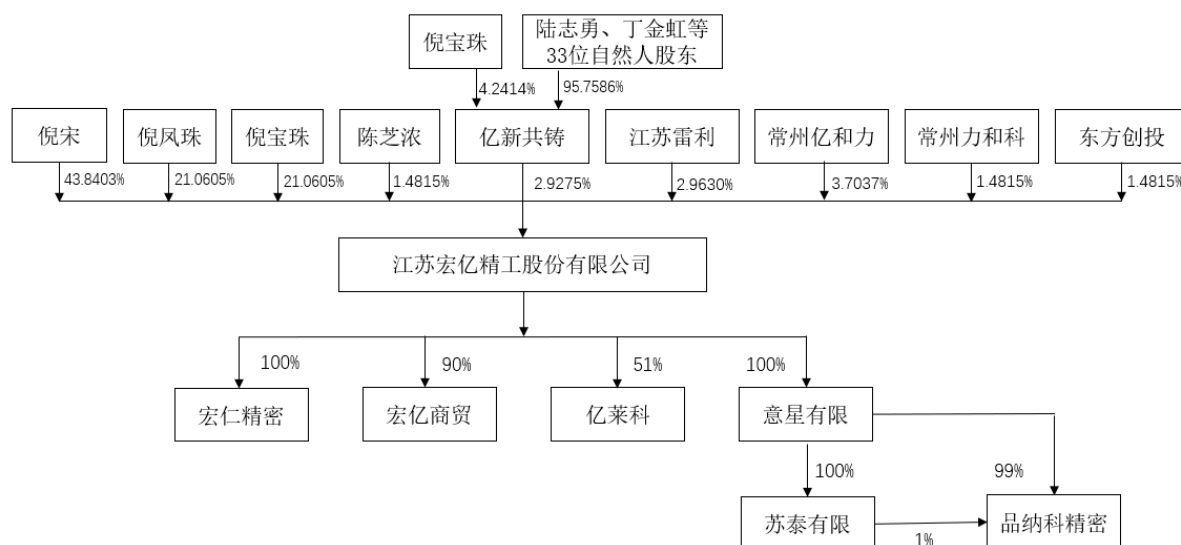 倪宝珠
陆志勇、丁金虹等
33位自然人股东
4.2414%
95.7586%
倪宋
倪凤珠
倪宝珠
陈芝浓
亿新共铸
江苏雷利
常州亿和力
常州力和科
东方创投
43.8403%
21.0605%
21.0605%
1.4815%
2.9275%
2.9630%
3.7037%
1.4815%
1.4815%
江苏宏亿精工股份有限公司
100%
90%
51%
100%
宏仁精密
宏亿商贸
亿莱科
意星有限
100%
99%
苏泰有限
品纳科精密
1%